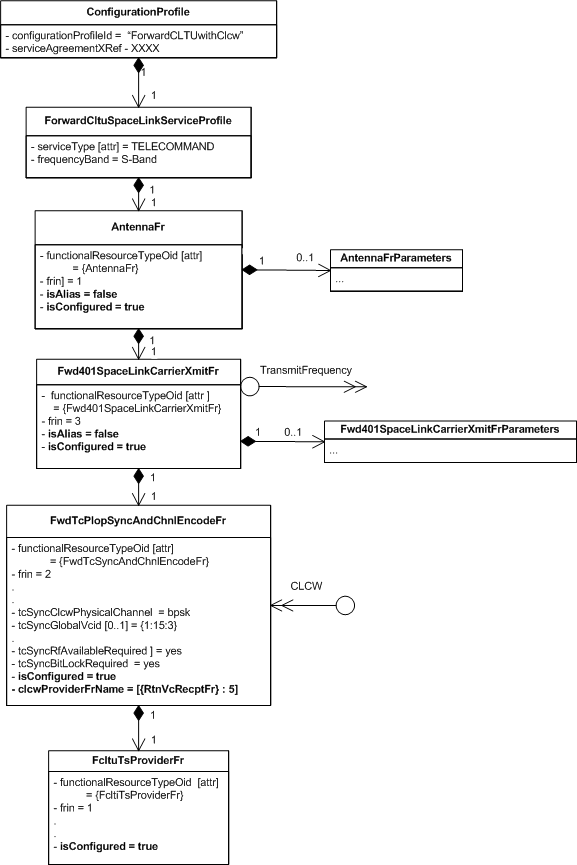 ConfigurationProfile
- configurationProfileId = “ForwardCLTUwithClcw”
- serviceAgreementXRef - XXXX
1
1
ForwardCltuSpaceLinkServiceProfile
- serviceType [attr] = TELECOMMAND
- frequencyBand = S-Band
1
1
AntennaFr
- functionalResourceTypeOid [attr]
= {AntennaFr}
- frin] = 1
- isAlias = false
- isConfigured = true
1
0..1
AntennaFrParameters
...
1
1
Fwd401SpaceLinkCarrierXmitFr
- functionalResourceTypeOid [attr ]
= {Fwd401SpaceLinkCarrierXmitFr}
- frin = 3
- isAlias = false
- isConfigured = true
TransmitFrequency
1
0..1
Fwd401SpaceLinkCarrierXmitFrParameters
...
1
1
FwdTcPlopSyncAndChnlEncodeFr
- functionalResourceTypeOid [attr]
= {FwdTcSyncAndChnlEncodeFr}
- frin = 2
.
.
- tcSyncClcwPhysicalChannel = bpsk
- tcSyncGlobalVcid [0..1] = {1:15:3}
.
- tcSyncRfAvailableRequired ] = yes
- tcSyncBitLockRequired = yes
- isConfigured = true
- clcwProviderFrName = [{RtnVcRecptFr} : 5]
CLCW
1
1
FcltuTsProviderFr
- functionalResourceTypeOid [attr]
= {FcltiTsProviderFr}
- frin = 1
.
.
- isConfigured = true